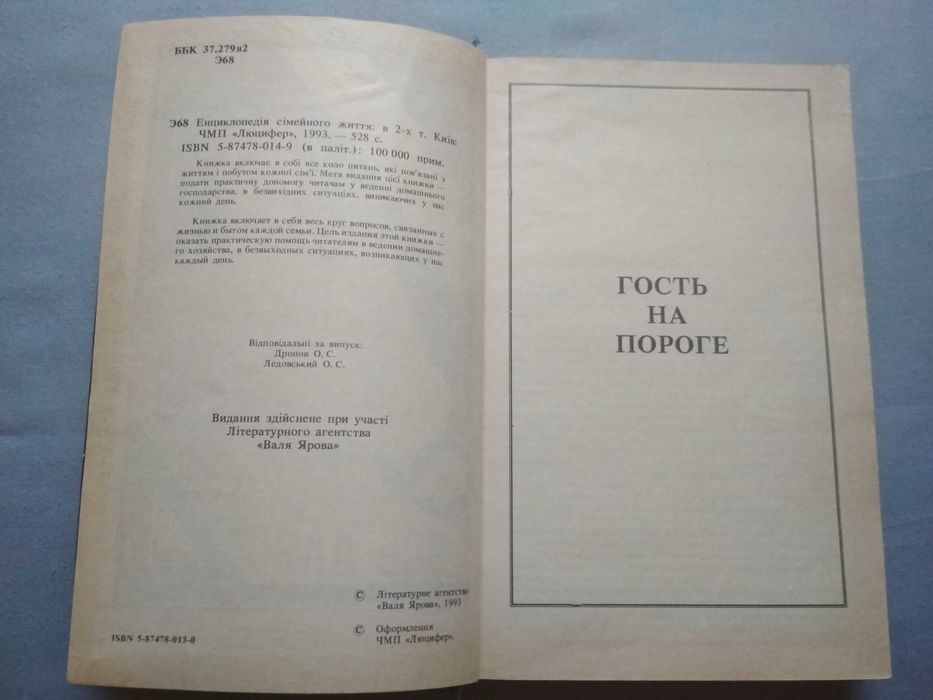 ББК 37.279я2
Э68
Э68 Енциклопедія сімейного життя: в 2-х т. Київ:
ЧМП «Люцифер», 1993. — 528 с.
ISBN 5-87478-014-9 (в паліт.): 100 000 прим.
Книжка включає в собі все коло питань, які пов'язані з
життям і побутом кожної сім'ї. Мета видання цієї книжки —
подати практичну допомогу читачам у веденні домашнього
господарства, в безвихідних ситуаціях, виникаючих у нас
кожний день.
Книжка включает в себя весь круг вопросов, связанных с
жизнью и бытом каждой семьи. Цель издания этой книжки —
оказать практическую помощь читателям в ведении домашне-
го хозяйства, в безвыходных ситуациях, возникающих у нас
каждый день.
Відповідальні за випуск:
Дронов О. С.
Ледовський О. С.
Видання здійснене при участі
Літературного агентства
«Валя Ярова»
© Літературне агентство
«Валя Ярова», 1993
© Оформлення
ЧМП «Люцифер».
ISBN 5-87478-013-0
ГОСТЬ
НА
ПОРОГЕ